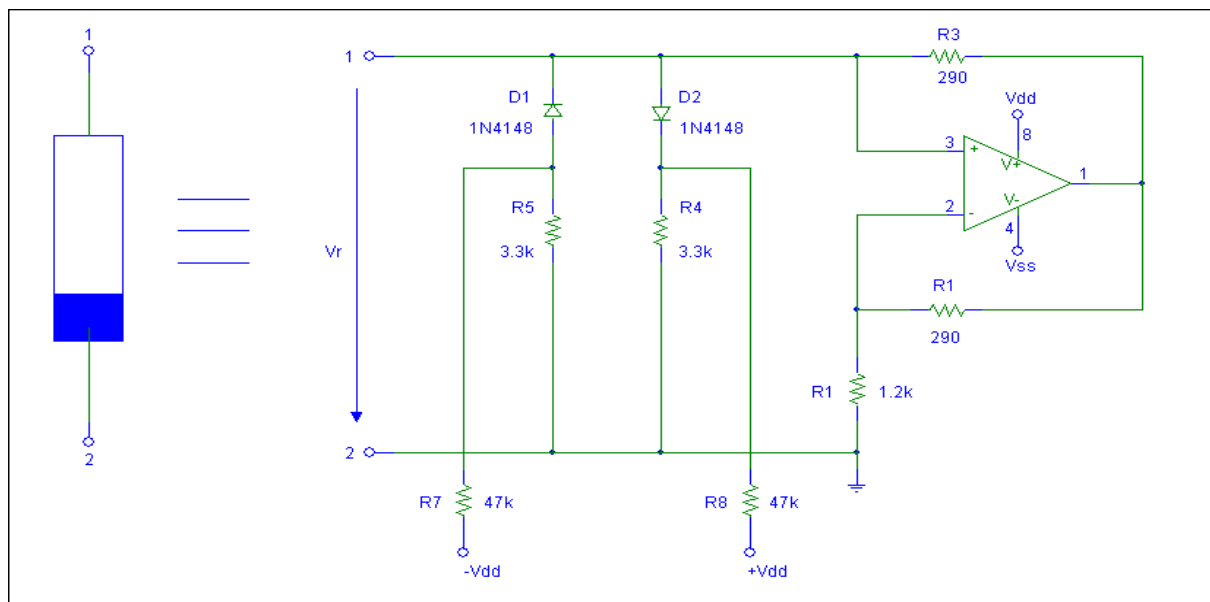 1
2
1
Vr
2
D1
1N4148
D2
1N4148
R5
3.3k
R4
3.3k
R7
47k
-Vdd
R8
47k
+Vdd
R3
290
Vdd
8
3
+
V+
1
2
-
V-
4
Vss
R1
290
R1
1.2k